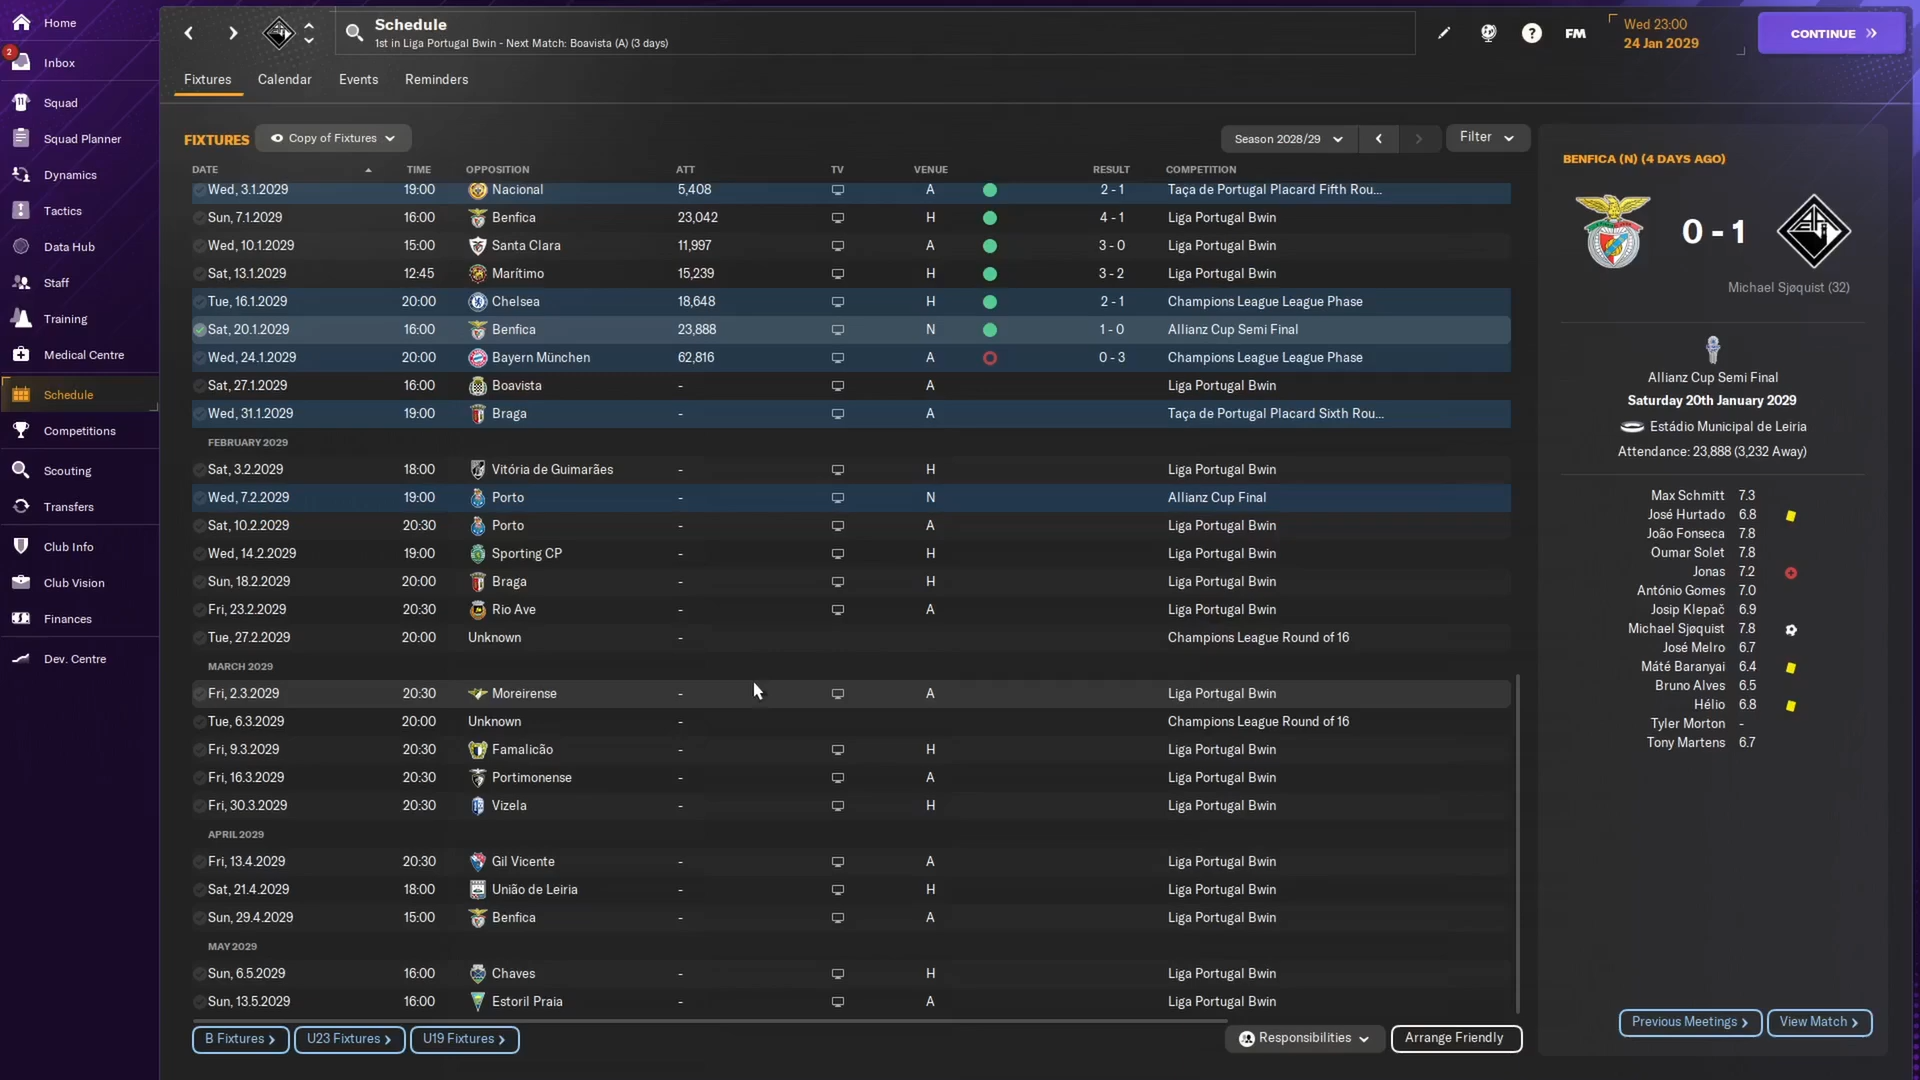 Home
2
Inbox
Squad
Squad Planner
Dynamics
Tactics
Data Hub
Staff
Training
Medical Centre
Schedule
Competitions
Scouting
Transfers
Club Info
Club Vision
Finances
Dev. Centre
Schedule
1st in Liga Portugal Bwin - Next Match: Boavista (A) (3 days)
FM
Wed 23:00
24 Jan 2029
CONTINUE
Fixtures Calendar Events Reminders
FIXTURES Copy of Fixtures Season 2028/29 Filter
DATE TIME OPPOSITION ATT TV VENUE RESULT COMPETITION
Wed, 3.1.2029 19:00 Nacional 5,408 A 2 - 1 Taça de Portugal Placard Fifth Rou...
Sun, 7.1.2029 16:00 Benfica 23,042 H 4 - 1 Liga Portugal Bwin
Wed, 10.1.2029 15:00 Santa Clara 11,997 A 3 - 0 Liga Portugal Bwin
Sat, 13.1.2029 12:45 Marítimo 15,239 H 3 - 2 Liga Portugal Bwin
Tue, 16.1.2029 20:00 Chelsea 18,648 H 2 - 1 Champions League League Phase
Sat, 20.1.2029 16:00 Benfica 23,888 N 1 - 0 Allianz Cup Semi Final
Wed, 24.1.2029 20:00 Bayern München 62,816 A 0 - 3 Champions League League Phase
Sat, 27.1.2029 16:00 Boavista - A Liga Portugal Bwin
Wed, 31.1.2029 19:00 Braga - A Taça de Portugal Placard Sixth Rou...
FEBRUARY 2029
Sat, 3.2.2029 18:00 Vitória de Guimarães - H Liga Portugal Bwin
Wed, 7.2.2029 19:00 Porto - N Allianz Cup Final
Sat, 10.2.2029 20:30 Porto - A Liga Portugal Bwin
Wed, 14.2.2029 19:00 Sporting CP - H Liga Portugal Bwin
Sun, 18.2.2029 20:00 Braga - H Liga Portugal Bwin
Fri, 23.2.2029 20:30 Rio Ave - A Liga Portugal Bwin
Tue, 27.2.2029 20:00 Unknown - Champions League Round of 16
MARCH 2029
Fri, 2.3.2029 20:30 Moreirense - A Liga Portugal Bwin
Tue, 6.3.2029 20:00 Unknown - Champions League Round of 16
Fri, 9.3.2029 20:30 Famalicão - H Liga Portugal Bwin
Fri, 16.3.2029 20:30 Portimonense - A Liga Portugal Bwin
Fri, 30.3.2029 20:30 Vizela - H Liga Portugal Bwin
APRIL 2029
Fri, 13.4.2029 20:30 Gil Vicente - A Liga Portugal Bwin
Sat, 21.4.2029 18:00 União de Leiria - H Liga Portugal Bwin
Sun, 29.4.2029 15:00 Benfica - A Liga Portugal Bwin
MAY 2029
Sun, 6.5.2029 16:00 Chaves - H Liga Portugal Bwin
Sun, 13.5.2029 16:00 Estoril Praia - A Liga Portugal Bwin
B Fixtures U23 Fixtures U19 Fixtures Responsibilities Arrange Friendly
BENFICA (N) (4 DAYS AGO)
0 - 1
Michael Sjøquist (32)
Allianz Cup Semi Final
Saturday 20th January 2029
Estádio Municipal de Leiria
Attendance: 23,888 (3,232 Away)
Max Schmitt 7.3
José Hurtado 6.8
João Fonseca 7.8
Oumar Solet 7.8
Jonas 7.2
António Gomes 7.0
Josip Klepač 6.9
Michael Sjøquist 7.8
José Melro 6.7
Máté Baranyai 6.4
Bruno Alves 6.5
Hélio 6.8
Tyler Morton -
Tony Martens 6.7
Previous Meetings View Match